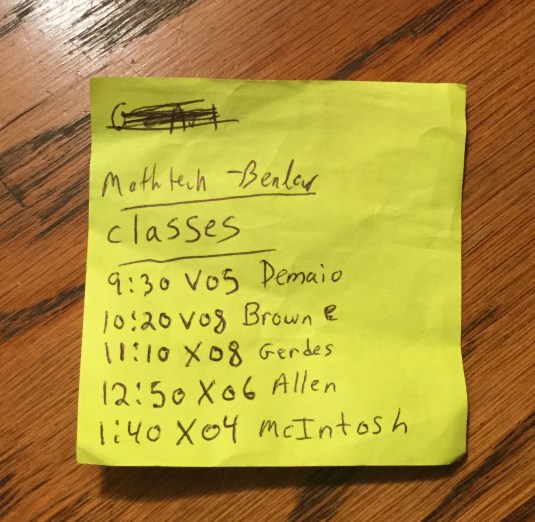 Mathtech - Benlar
classes
9:30 V05 Demaio
10:20 V08 Brown E
11:10 X08 Gerdes
12:50 X06 Allen
1:40 X04 McIntosh